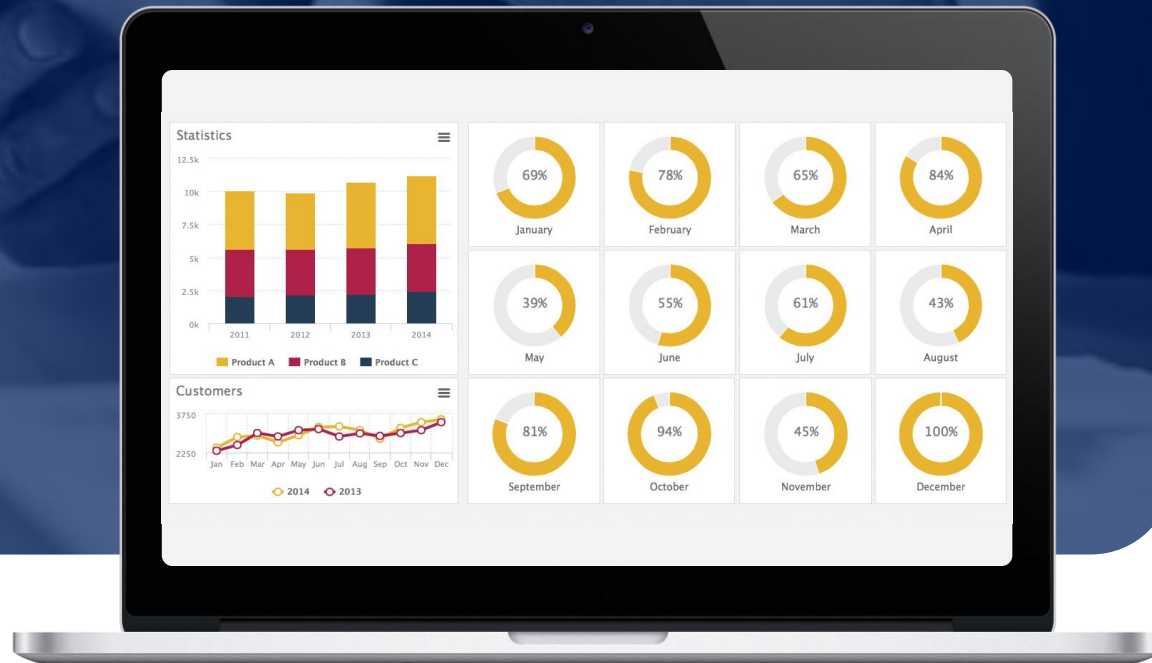 Statistics
12.5k
10k
7.5k
5k
2.5k
0k
2011 2012 2013 2014
Product A Product B Product C
Customers
3750
2250
Jan Feb Mar Apr May Jun Jul Aug Sep Oct Nov Dec
2014 2013
69% 78% 65% 84%
January February March April
39% 55% 61% 43%
May June July August
81% 94% 45% 100%
September October November December